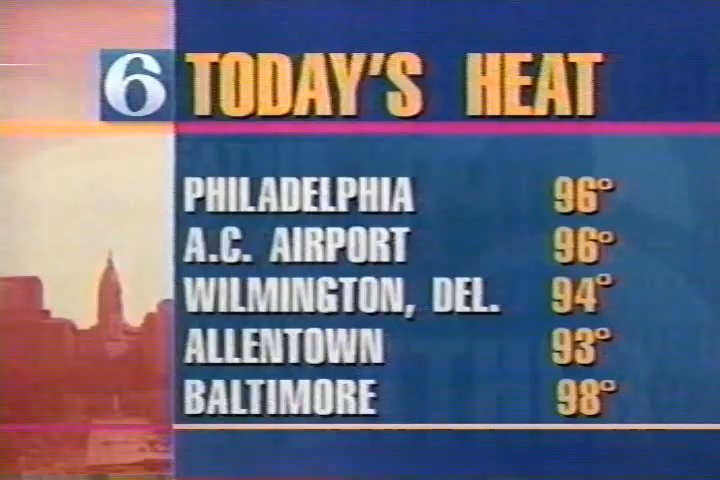 6 TODAY'S HEAT
PHILADELPHIA 96°
A.C. AIRPORT 96°
WILMINGTON, DEL. 94°
ALLENTOWN 93°
BALTIMORE 98°